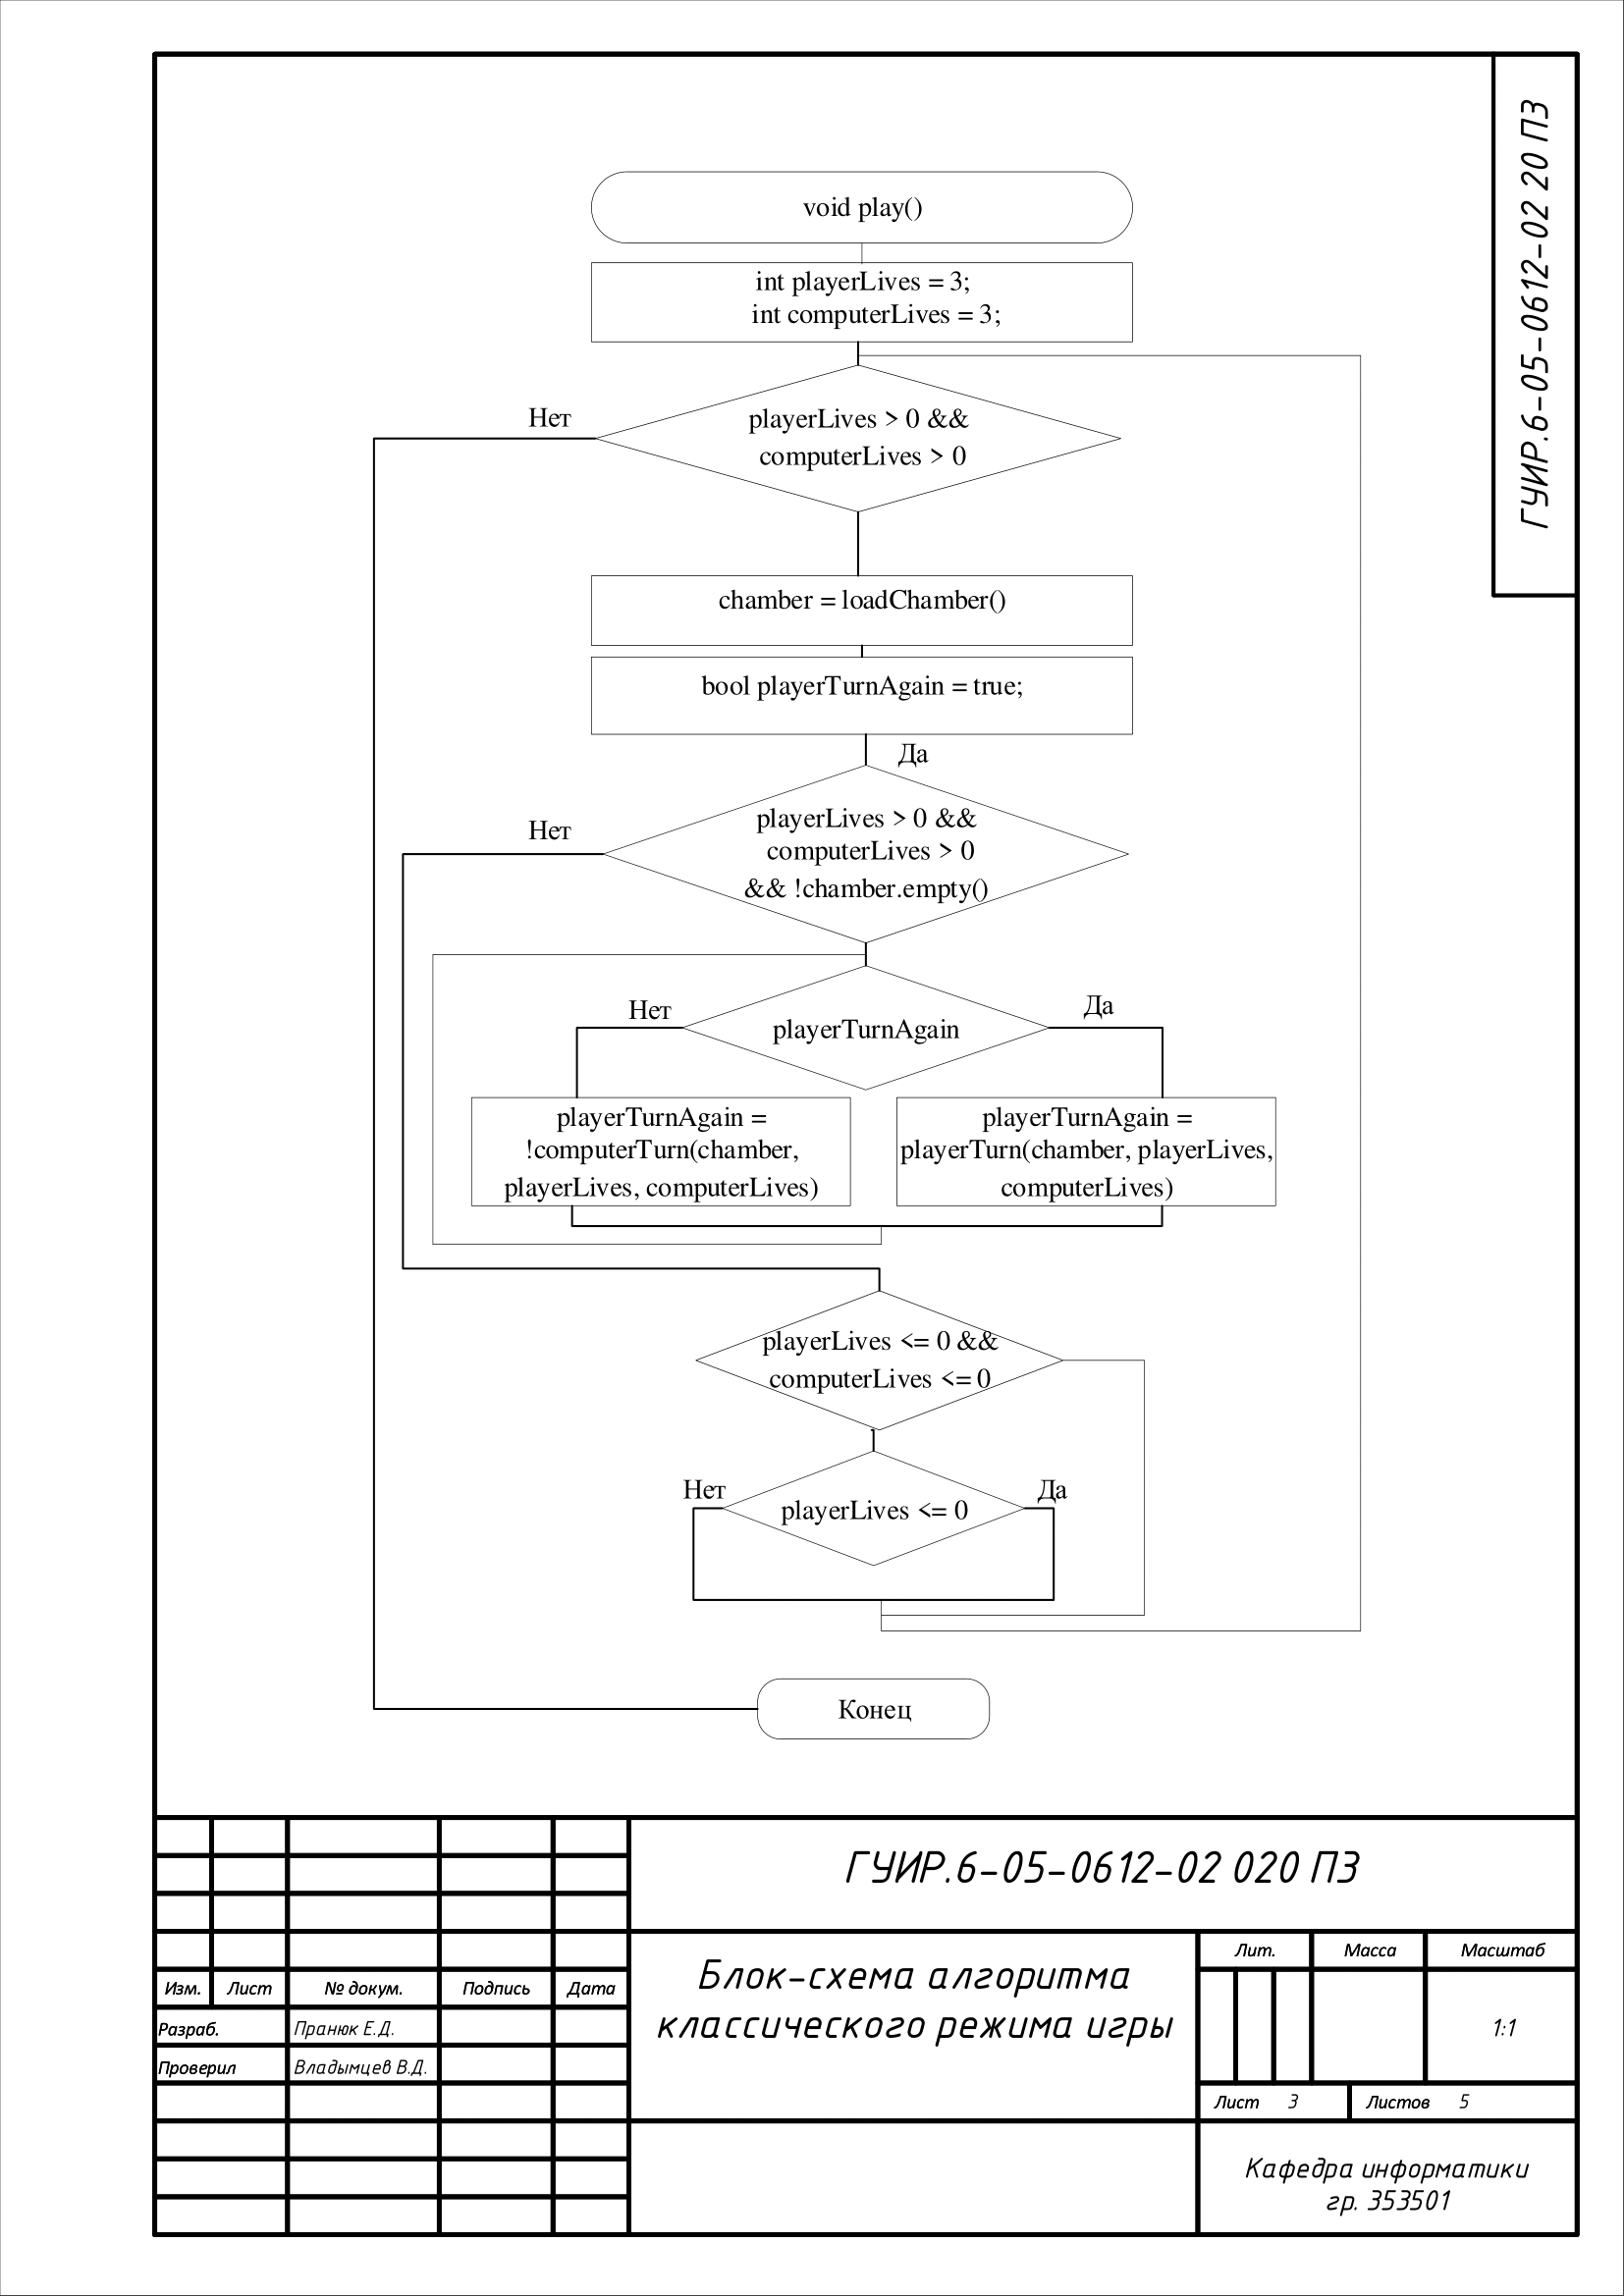 ГУИР.6-05-0612-02 20 ПЗ
void play()
int playerLives = 3;
int computerLives = 3;
Нет
playerLives > 0 &&
computerLives > 0
chamber = loadChamber()
bool playerTurnAgain = true;
Да
Нет
playerLives > 0 &&
computerLives > 0
&& !chamber.empty()
Нет
Да
playerTurnAgain
playerTurnAgain =
!computerTurn(chamber,
playerLives, computerLives)
playerTurnAgain =
playerTurn(chamber, playerLives,
computerLives)
playerLives <= 0 &&
computerLives <= 0
Нет
Да
playerLives <= 0
Конец
ГУИР.6-05-0612-02 020 ПЗ
Блок-схема алгоритма
классического режима игры
Лит. Масса Масштаб
1:1
Изм. Лист № докум. Подпись Дата
Разраб. Пранюк Е.Д.
Проверил Владымцев В.Д.
Лист 3 Листов 5
Кафедра информатики
гр. 353501